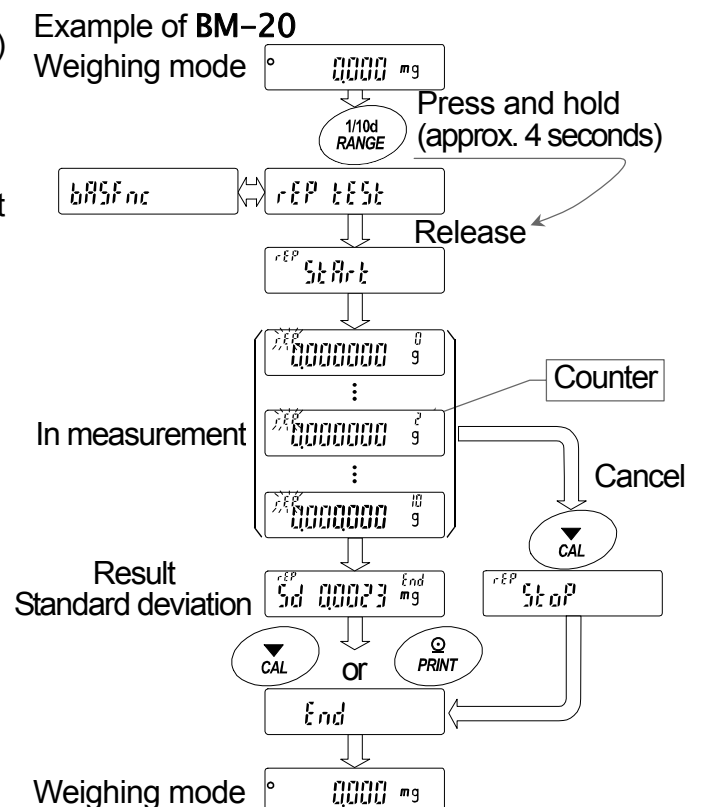 )
Example of BM-20
Weighing mode
0.000 mg
1/10d
RANGE
Press and hold
(approx. 4 seconds)
t
bASFnc
rEP tESt
Release
rEP
StArt
rEP 0
0.000000 g
Counter
In measurement
rEP 2
0.000000 g
Cancel
rEP 10
0.000000 g
CAL
Result
Standard deviation
rEP End
Sd 0.0023 mg
rEP
StoP
CAL
or
PRINT
End
Weighing mode
0.000 mg